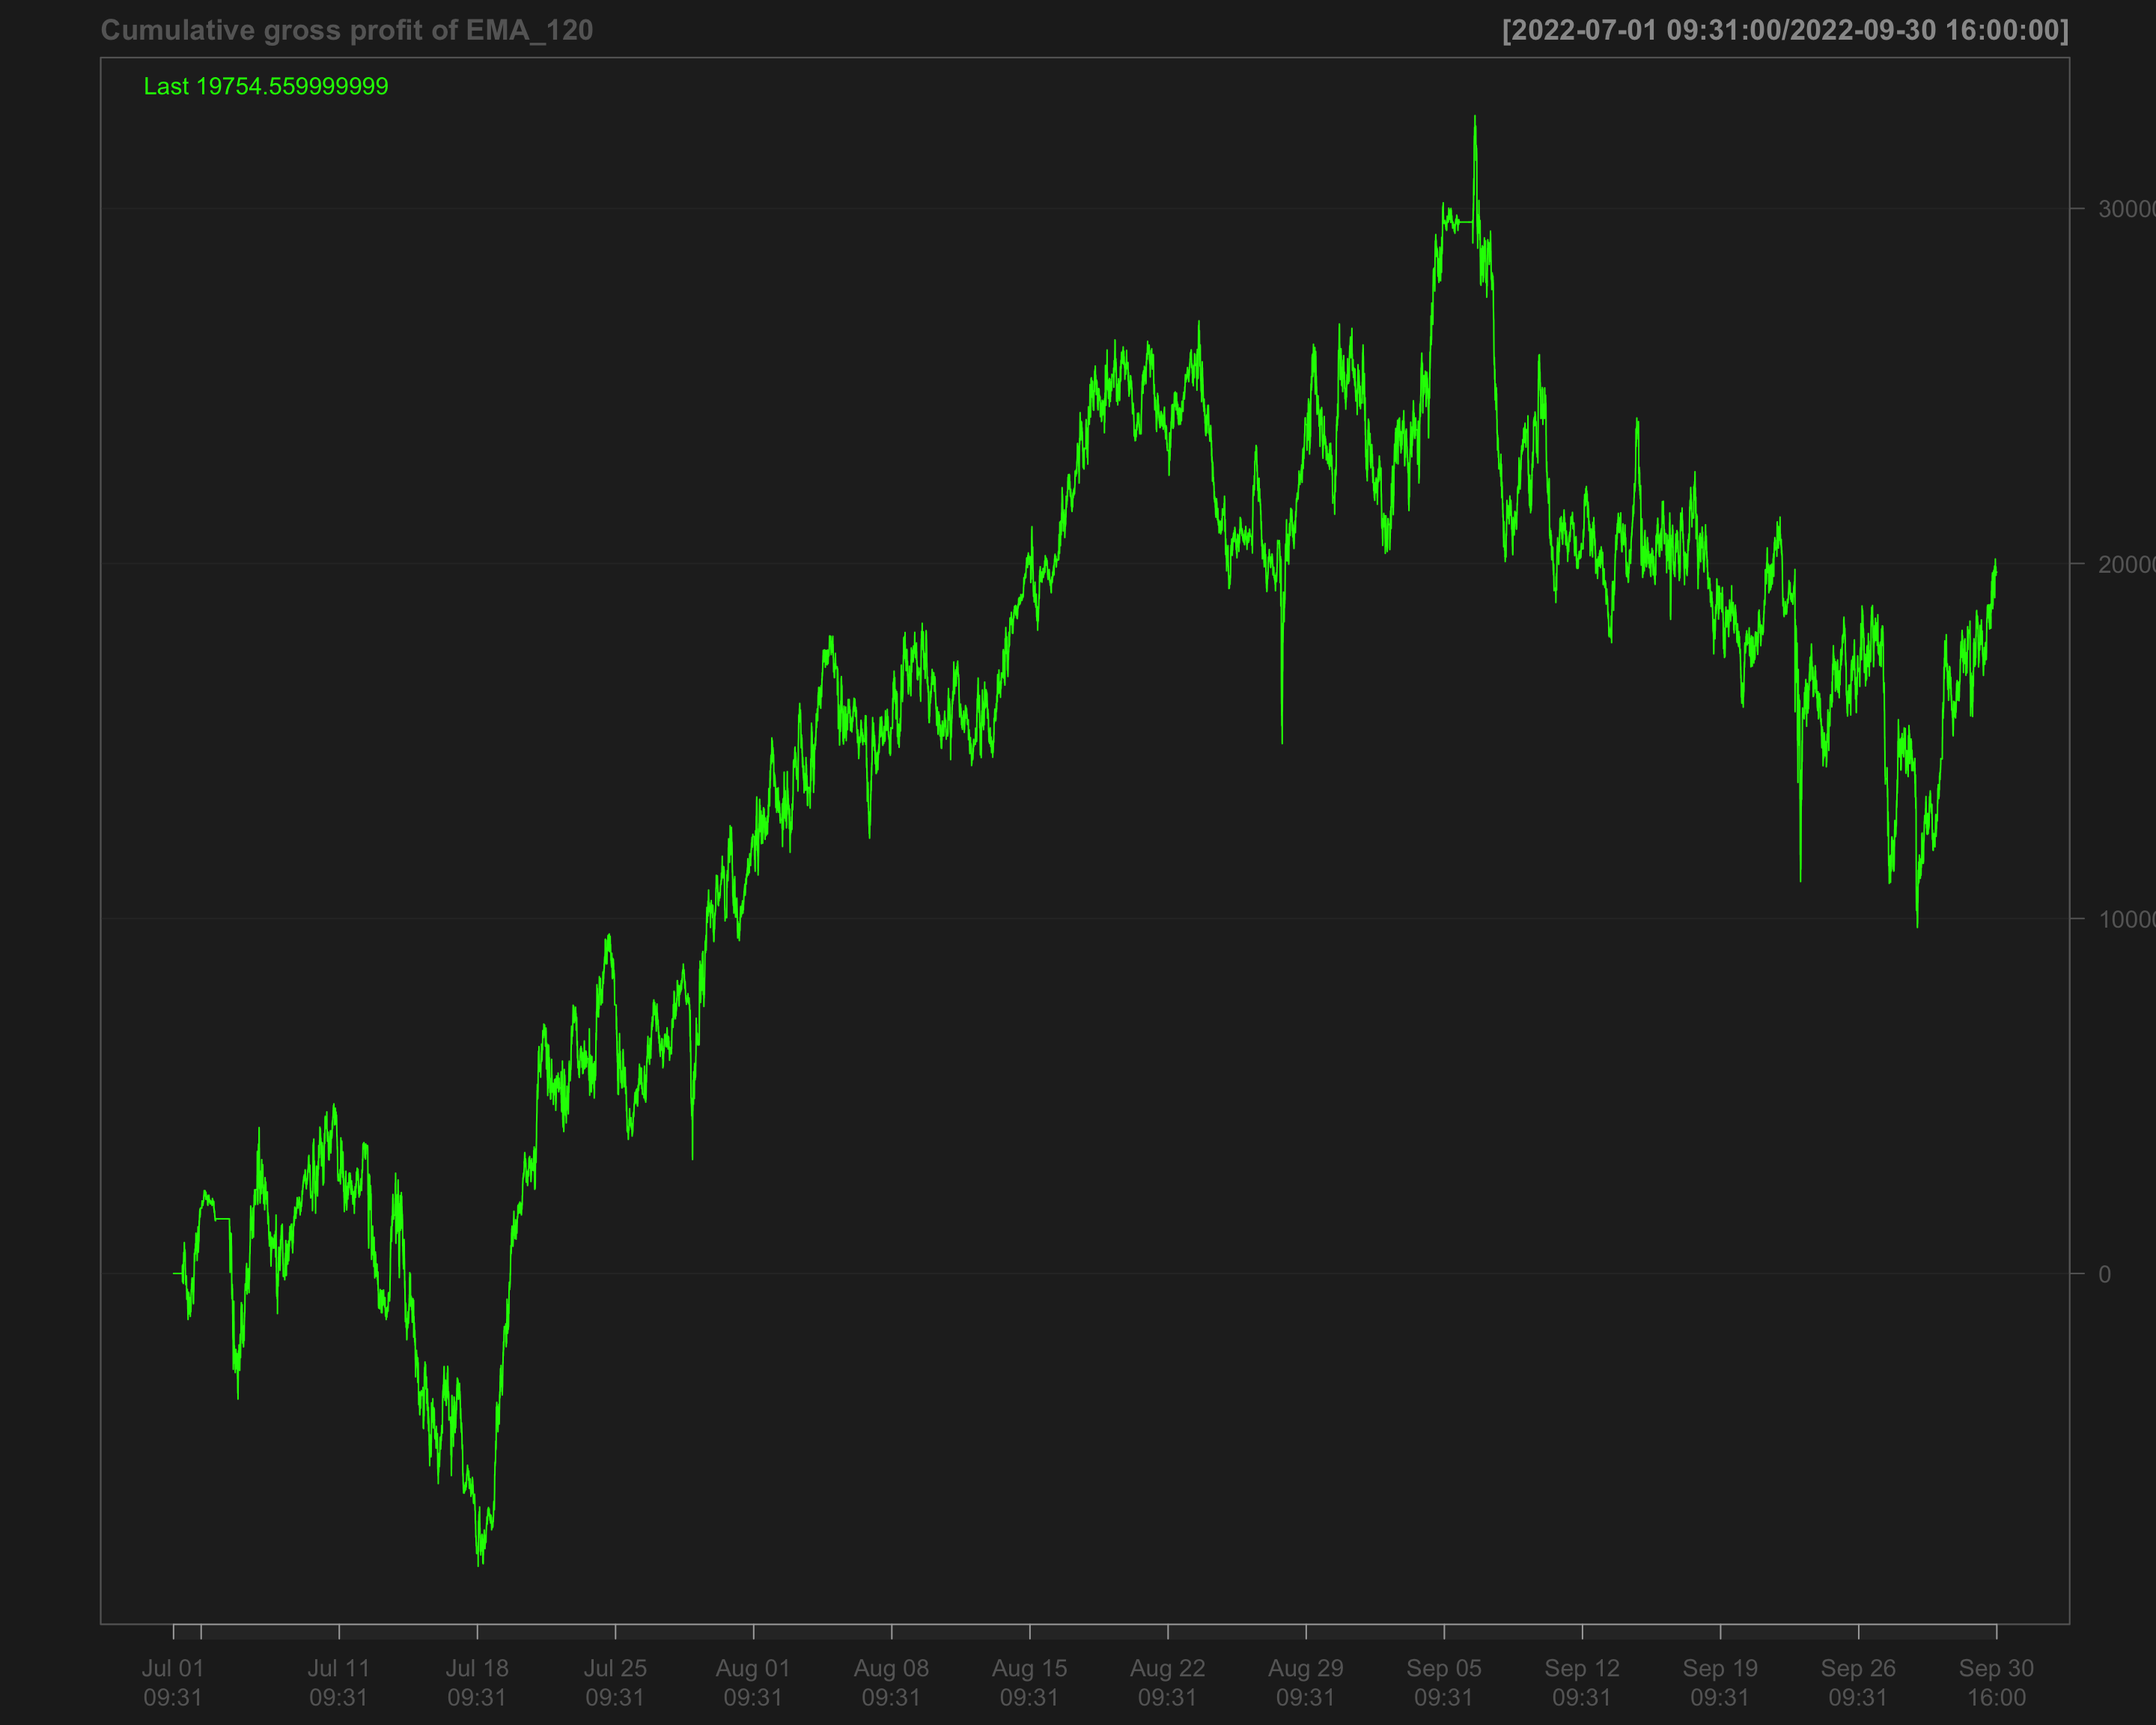 Cumulative gross profit of EMA_120
[2022-07-01 09:31:00/2022-09-30 16:00:00]
Last 19754.559999999
30000
20000
10000
0
Jul 01 Jul 11 Jul 18 Jul 25 Aug 01 Aug 08 Aug 15 Aug 22 Aug 29 Sep 05 Sep 12 Sep 19 Sep 26 Sep 30
09:31 09:31 09:31 09:31 09:31 09:31 09:31 09:31 09:31 09:31 09:31 09:31 09:31 16:00